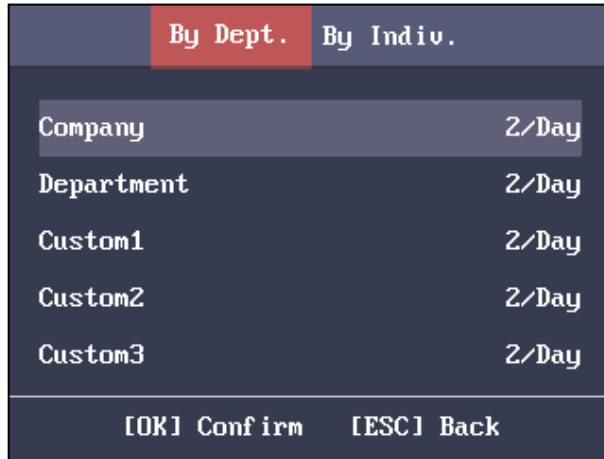 By Dept. By Indiv.
Company 2/Day
Department 2/Day
Custom1 2/Day
Custom2 2/Day
Custom3 2/Day
[OK] Confirm [ESC] Back